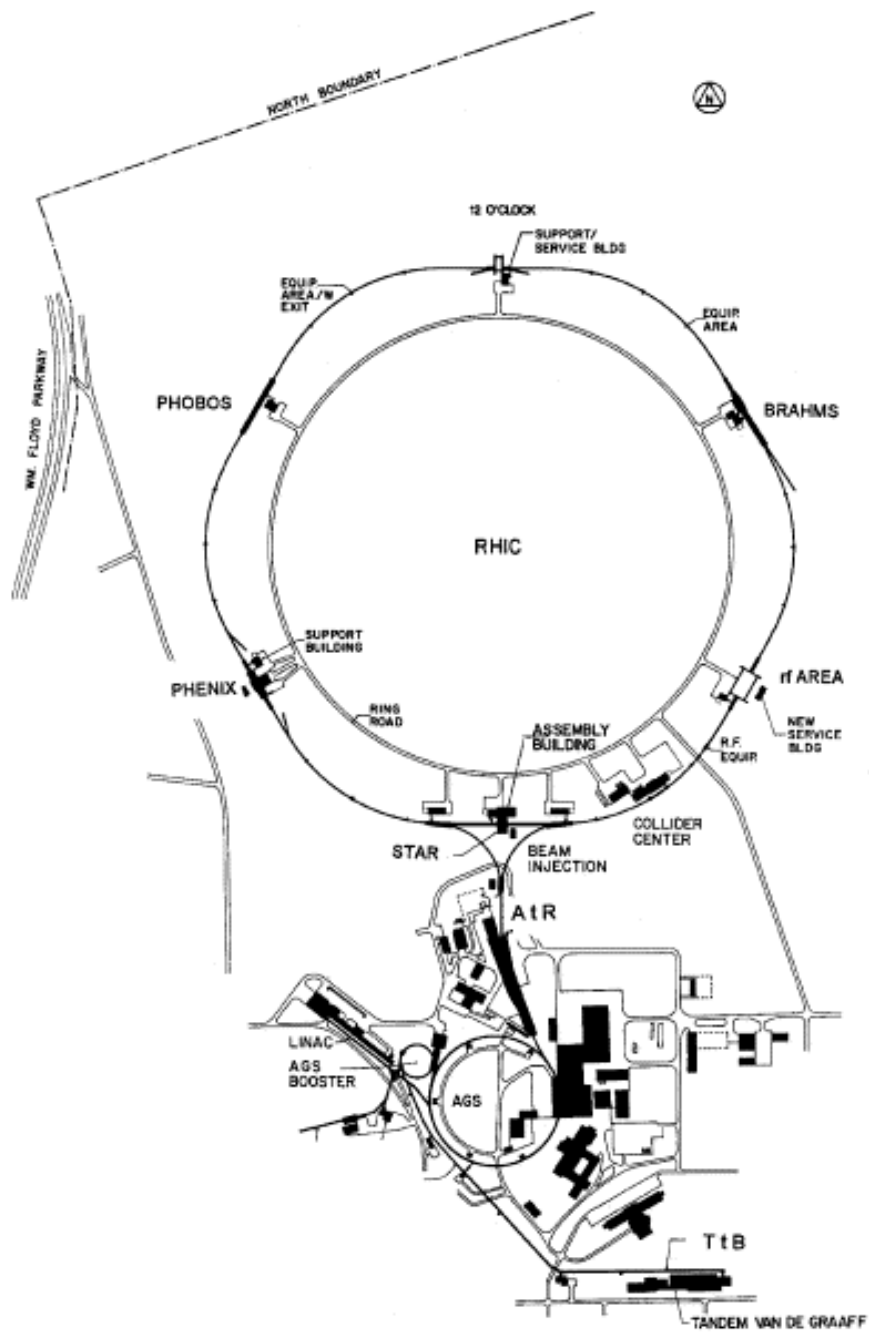 NORTH BOUNDARY
N
12 O'CLOCK
SUPPORT/
SERVICE BLDG
EQUIP.
AREA/W
EXIT
EQUIP.
AREA
WM. FLOYD PARKWAY
PHOBOS
BRAHMS
RHIC
SUPPORT
BUILDING
PHENIX
rf AREA
RING
ROAD
NEW
SERVICE
BLDG
ASSEMBLY
BUILDING
R.F.
EQUIP.
COLLIDER
CENTER
STAR
BEAM
INJECTION
AtR
LINAC
AGS
BOOSTER
AGS
TtB
TANDEM VAN DE GRAAFF